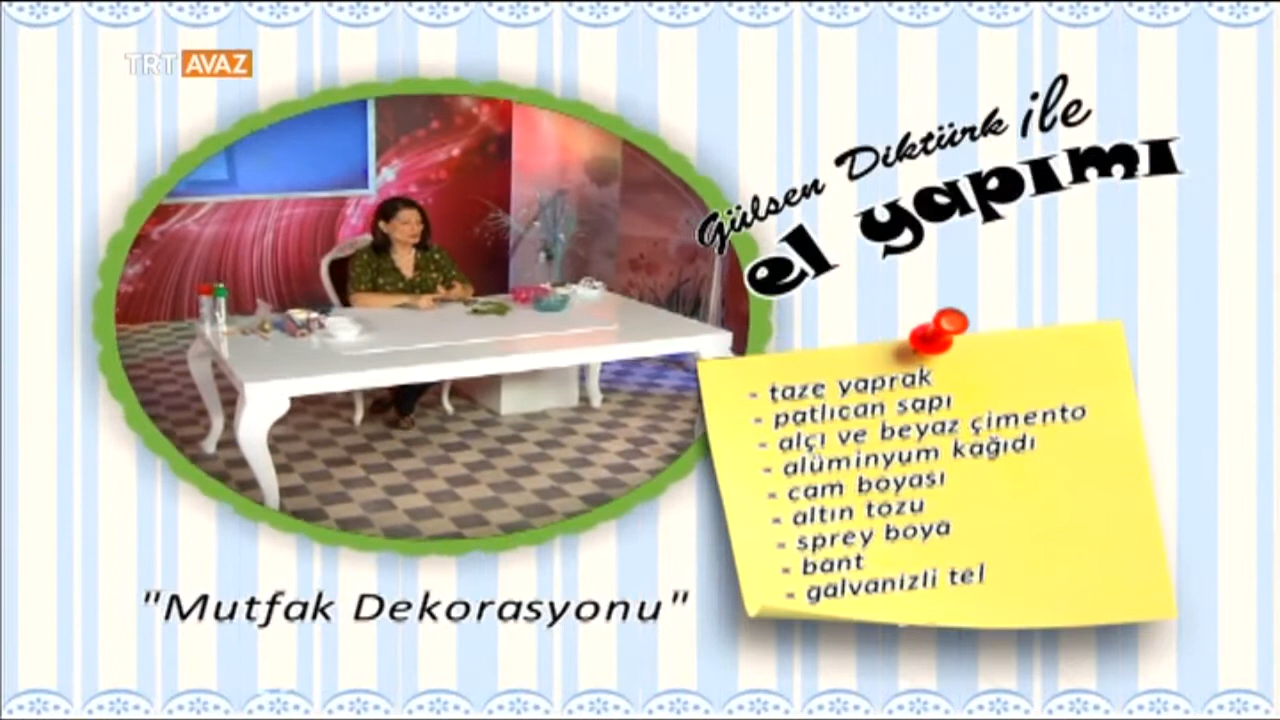 TRT AVAZ
Gülsen Diktürk ile
el yapımı
- taze yaprak
- patlıcan sapı
- alçı ve beyaz çimento
- alüminyum kağıdı
- cam boyası
- altın tozu
- sprey boya
- bant
- galvanizli tel
"Mutfak Dekorasyonu"